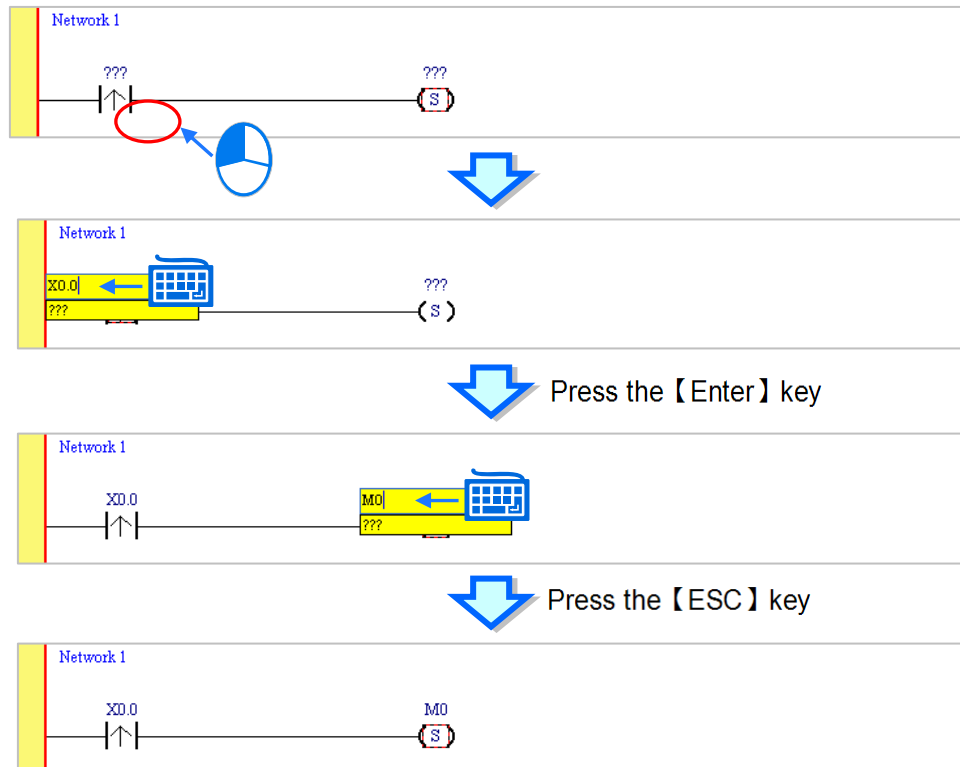 Network 1
??? ???
S
Network 1
X0.0
??? 
???
S
Press the【Enter】key
Network 1
X0.0
M0
???
Press the【ESC】key
Network 1
X0.0 M0
S